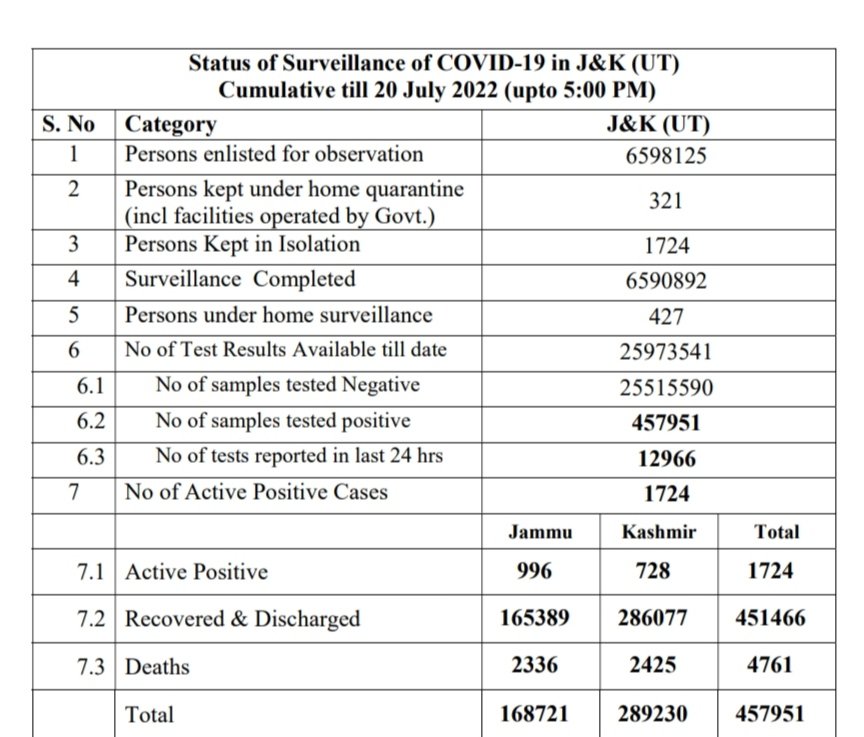 Status of Surveillance of COVID-19 in J&K (UT)
Cumulative till 20 July 2022 (upto 5:00 PM)
S. No Category J&K (UT)
1 Persons enlisted for observation 6598125
2 Persons kept under home quarantine
(incl facilities operated by Govt.) 321
3 Persons Kept in Isolation 1724
4 Surveillance Completed 6590892
5 Persons under home surveillance 427
6 No of Test Results Available till date 25973541
6.1 No of samples tested Negative 25515590
6.2 No of samples tested positive 457951
6.3 No of tests reported in last 24 hrs 12966
7 No of Active Positive Cases 1724
Jammu Kashmir Total
7.1 Active Positive 996 728 1724
7.2 Recovered & Discharged 165389 286077 451466
7.3 Deaths 2336 2425 4761
Total 168721 289230 457951